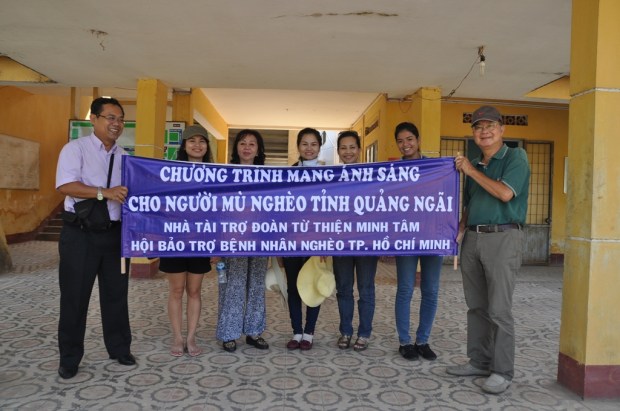 CHƯƠNG TRÌNH MANG ÁNH SÁNG
CHO NGƯỜI MÙ NGHÈO TỈNH QUẢNG NGÃI
NHÀ TÀI TRỢ ĐOÀN TỪ THIỆN MINH TÂM
HỘI BẢO TRỢ BỆNH NHÂN NGHÈO TP. HỒ CHÍ MINH